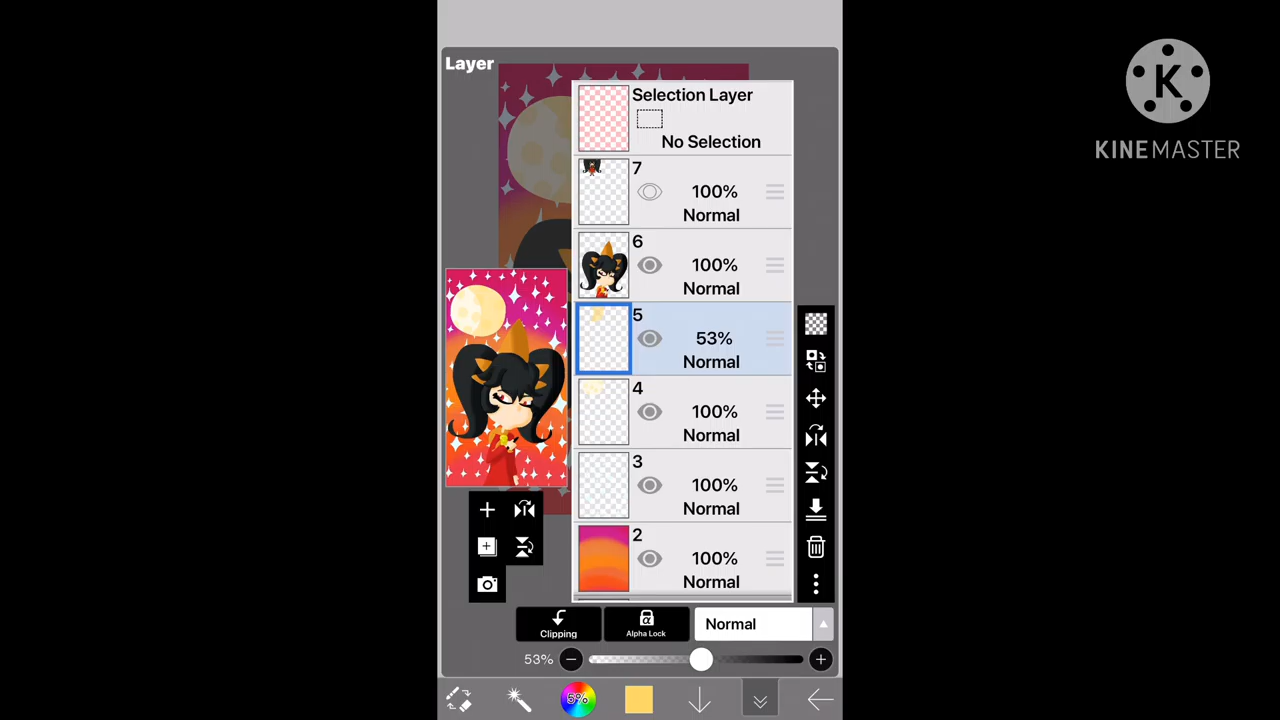 Layer
Selection Layer
No Selection
7
100%
Normal
6
100%
Normal
5
53%
Normal
4
100%
Normal
3
100%
Normal
2
100%
Normal
Clipping
α
Alpha Lock
Normal
53%
5%
K
KINEMASTER